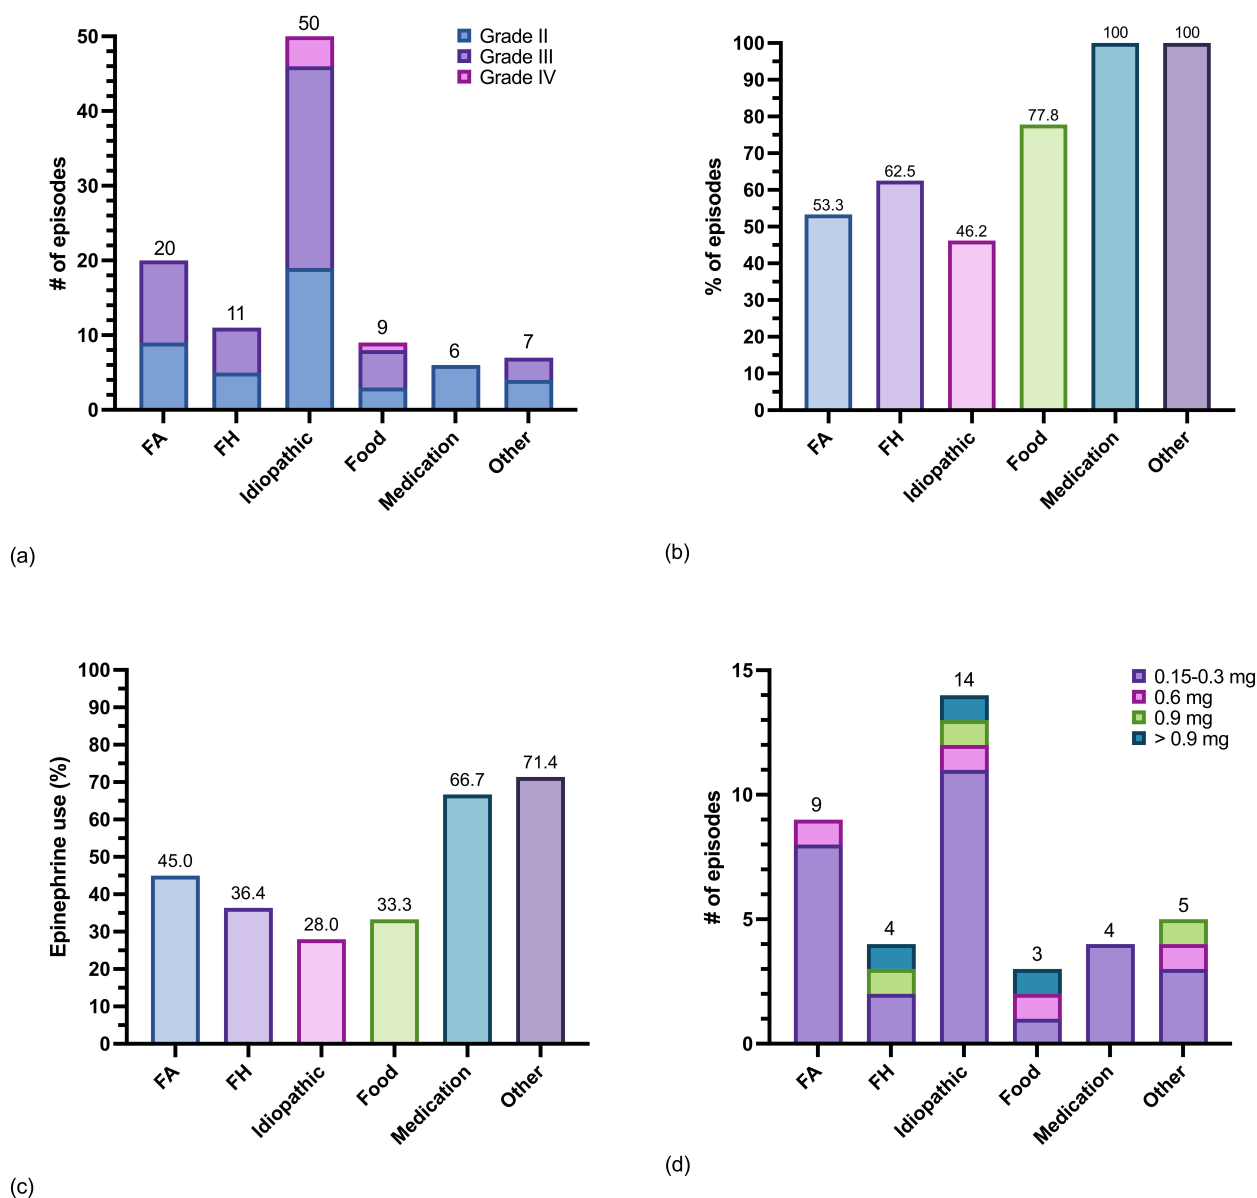 50
Grade II
Grade III
Grade IV
50
40
30
20
10
0
# of episodes
20
11
9
6
7
FA
FH
Idiopathic
Food
Medication
Other
(a)
100
90
80
70
60
50
40
30
20
10
0
% of episodes
53.3
62.5
46.2
77.8
100
100
FA
FH
Idiopathic
Food
Medication
Other
(b)
100
90
80
70
60
50
40
30
20
10
0
Epinephrine use (%)
45.0
36.4
28.0
33.3
66.7
71.4
FA
FH
Idiopathic
Food
Medication
Other
(c)
15
10
5
0
# of episodes
9
4
14
3
4
5
0.15-0.3 mg
0.6 mg
0.9 mg
> 0.9 mg
FA
FH
Idiopathic
Food
Medication
Other
(d)